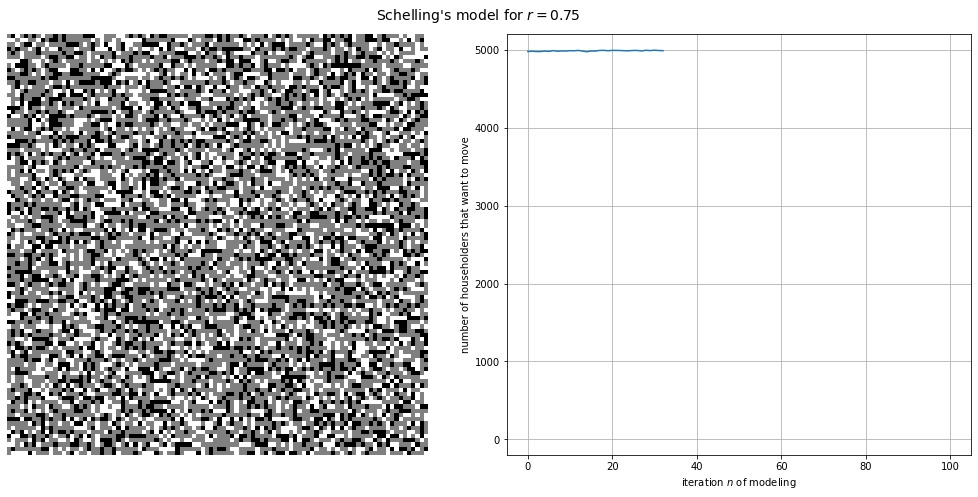 Schelling's model for r = 0.75
number of householders that want to move
5000
4000
3000
2000
1000
0
0 20 40 60 80 100
iteration n of modeling